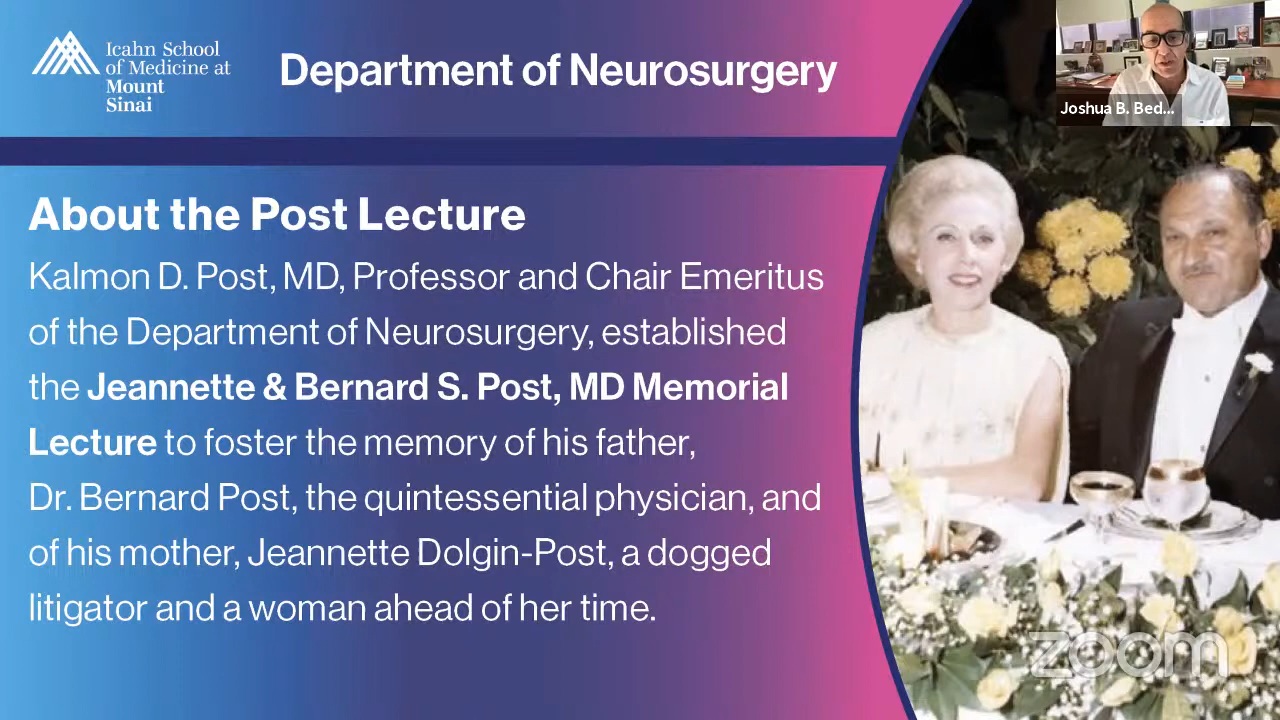 Icahn School
of Medicine at
Mount
Sinai
Department of Neurosurgery
Joshua B. Bed...
About the Post Lecture
Kalmon D. Post, MD, Professor and Chair Emeritus
of the Department of Neurosurgery, established
the Jeannette & Bernard S. Post, MD Memorial
Lecture to foster the memory of his father,
Dr. Bernard Post, the quintessential physician, and
of his mother, Jeannette Dolgin-Post, a dogged
litigator and a woman ahead of her time.
zoom